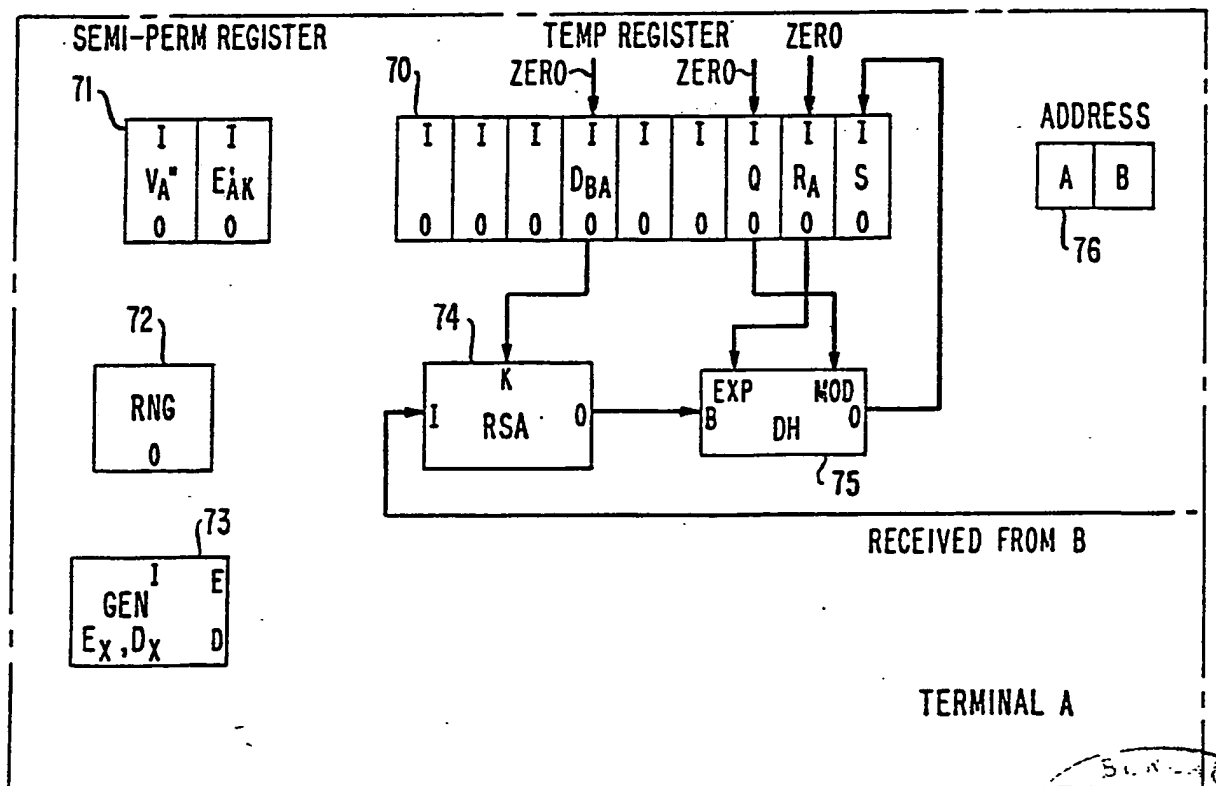 SEMI-PERM REGISTER
TEMP REGISTER
ZERO
ZERO
ZERO
71
70
I I
V_A" E'_AK
0 0
I I I I I I I I I
D_BA Q R_A S
0 0 0 0 0 0 0 0 0
ADDRESS
A B
76
72
RNG
0
74
K
I RSA 0
EXP MOD
B DH 0
75
RECEIVED FROM B
73
I E
GEN
E_X , D_X D
TERMINAL A